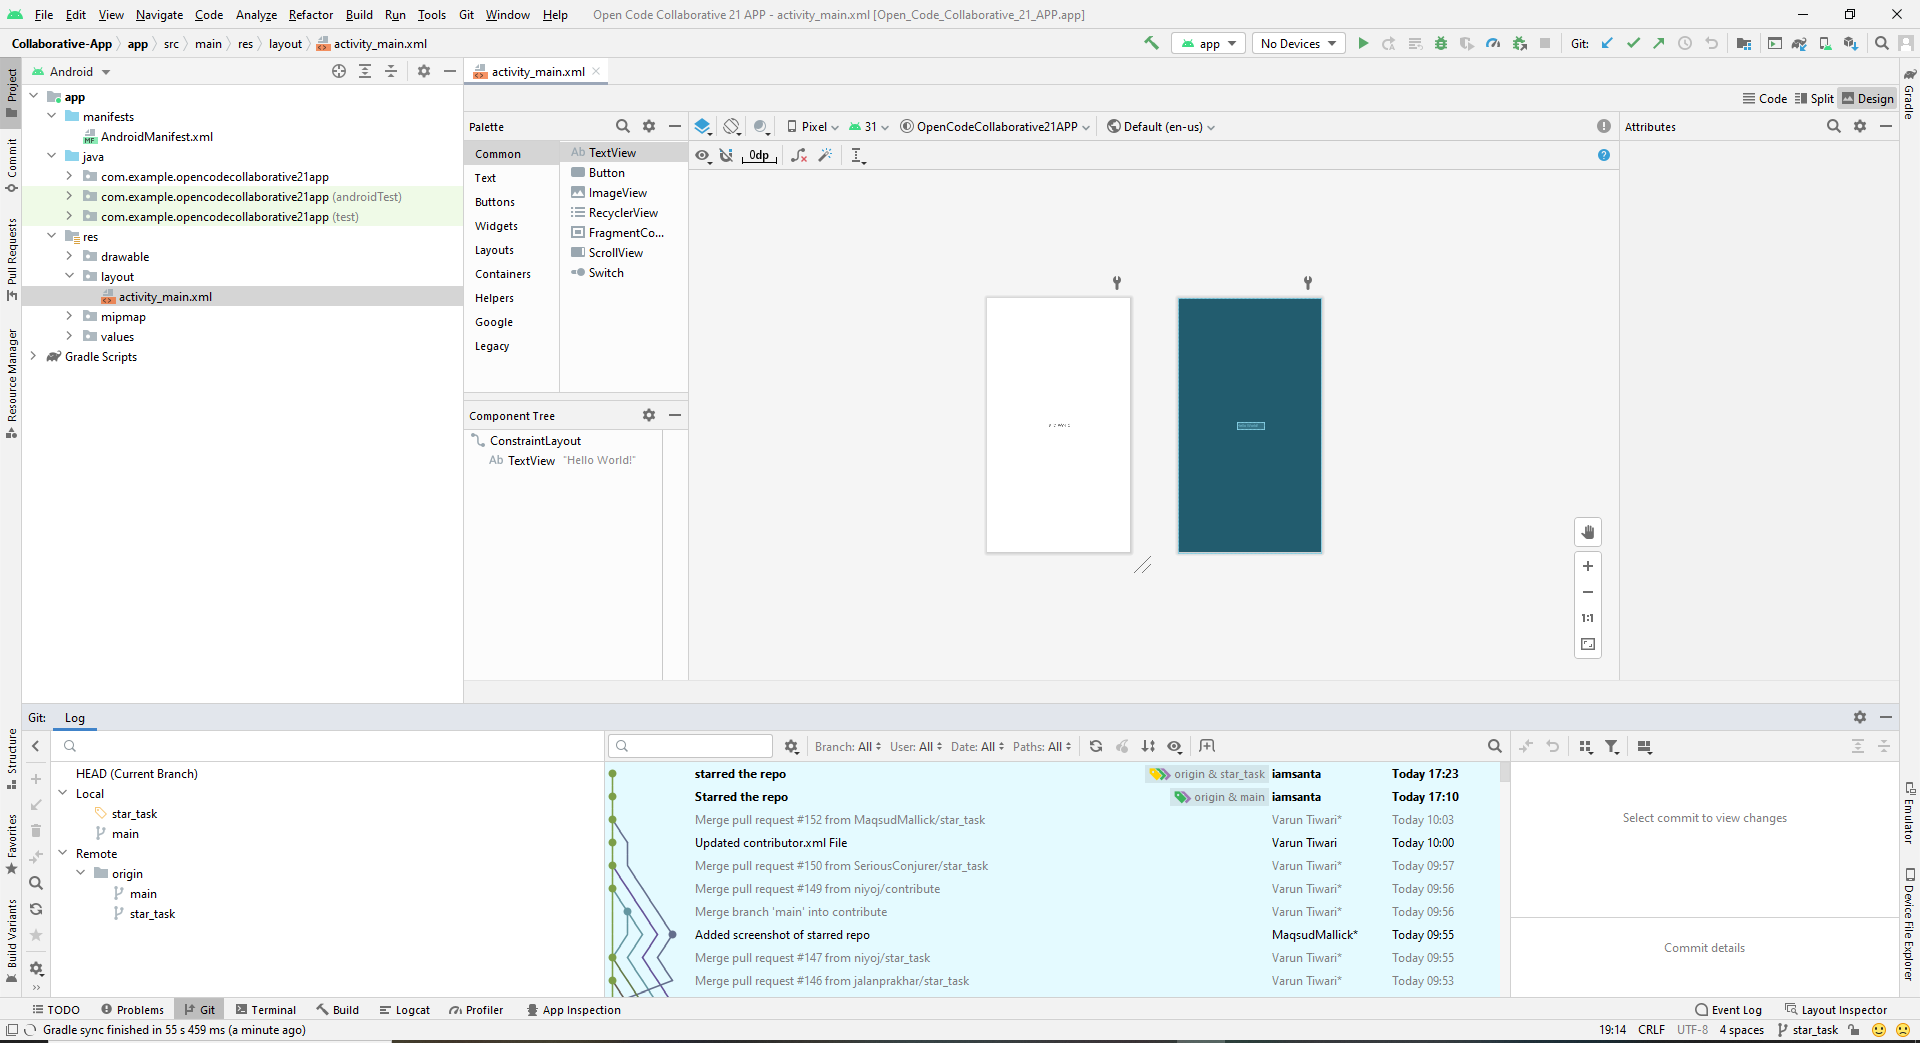 File Edit View Navigate Code Analyze Refactor Build Run Tools Git Window Help Open Code Collaborative 21 APP - activity_main.xml [Open_Code_Collaborative_21_APP.app]
Collaborative-App app src main res layout activity_main.xml app No Devices Git:
Project
Commit
Pull Requests
Resource Manager
Structure
Favorites
Build Variants
Android
app
manifests
AndroidManifest.xml
java
com.example.opencodecollaborative21app
com.example.opencodecollaborative21app (androidTest)
com.example.opencodecollaborative21app (test)
res
drawable
layout
activity_main.xml
mipmap
values
Gradle Scripts
activity_main.xml
Code Split Design
Palette
Common
Text
Buttons
Widgets
Layouts
Containers
Helpers
Google
Legacy
Ab TextView
Button
ImageView
RecyclerView
FragmentCo...
ScrollView
Switch
Component Tree
ConstraintLayout
Ab TextView "Hello World!"
Pixel 31 OpenCodeCollaborative21APP Default (en-us)
0dp
1:1
Attributes
Gradle
Emulator
Device File Explorer
Git: Log
HEAD (Current Branch)
Local
star_task
main
Remote
origin
main
star_task
Branch: All User: All Date: All Paths: All
starred the repo origin & star_task iamsanta Today 17:23
Starred the repo origin & main iamsanta Today 17:10
Merge pull request #152 from MaqsudMallick/star_task Varun Tiwari* Today 10:03
Updated contributor.xml File Varun Tiwari Today 10:00
Merge pull request #150 from SeriousConjurer/star_task Varun Tiwari* Today 09:57
Merge pull request #149 from niyoj/contribute Varun Tiwari* Today 09:56
Merge branch 'main' into contribute Varun Tiwari* Today 09:56
Added screenshot of starred repo MaqsudMallick* Today 09:55
Merge pull request #147 from niyoj/star_task Varun Tiwari* Today 09:55
Merge pull request #146 from jalanprakhar/star_task Varun Tiwari* Today 09:53
Select commit to view changes
Commit details
TODO Problems Git Terminal Build Logcat Profiler App Inspection Event Log Layout Inspector
Gradle sync finished in 55 s 459 ms (a minute ago) 19:14 CRLF UTF-8 4 spaces star_task